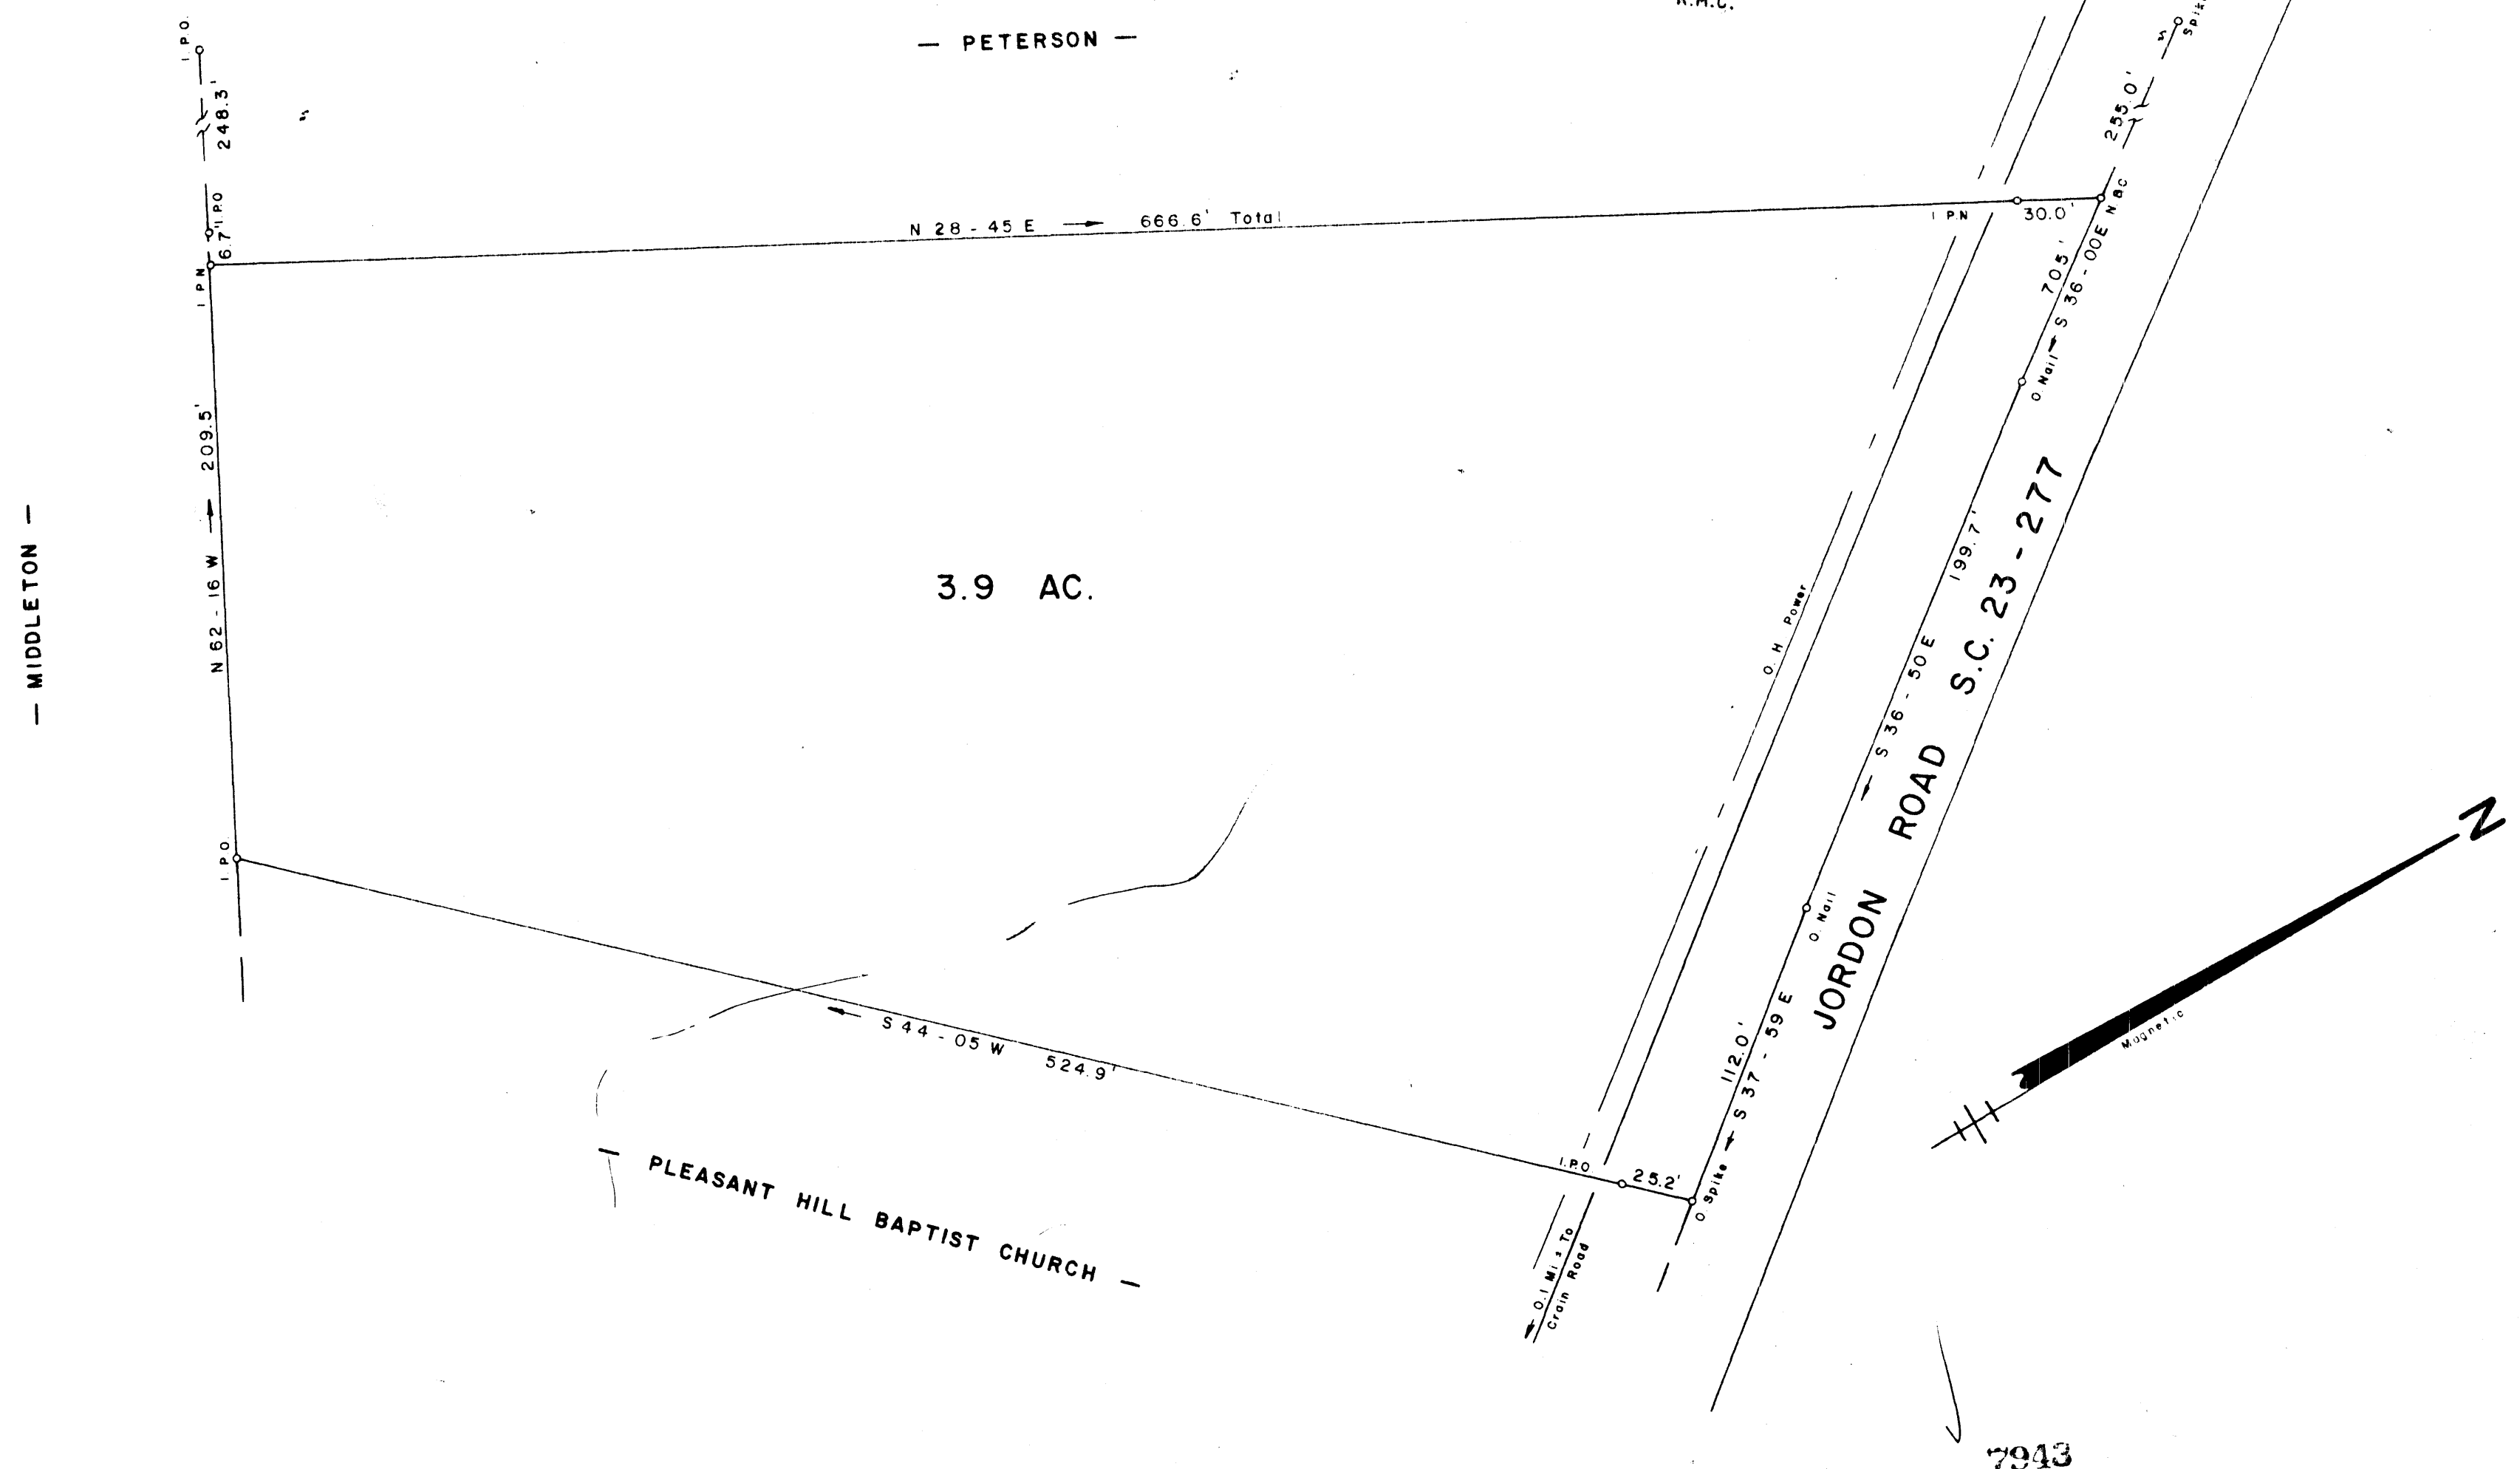 R.M.C.
I.P.O.
— PETERSON —
248.3'
255.0'
I.P.O
6.7'
I P N
N 28 - 45 E 666.6' Total
I P.N
30.0'
N BC
70.5'
S 36 - 00 E
O. Nail
209.5'
N 62 - 16 W
— MIDDLETON —
3.9 AC.
O. H Power
199.7'
S 36 - 50 E
JORDON ROAD S.C. 23 - 277
I P O
O. Nail
N
Magnetic
S 44 - 05 W 524.9'
112.0'
S 37 - 59 E
I.P.O.
25.2'
O. Spike
— PLEASANT HILL BAPTIST CHURCH —
0.1 Mi ± To
Crain Road
7943